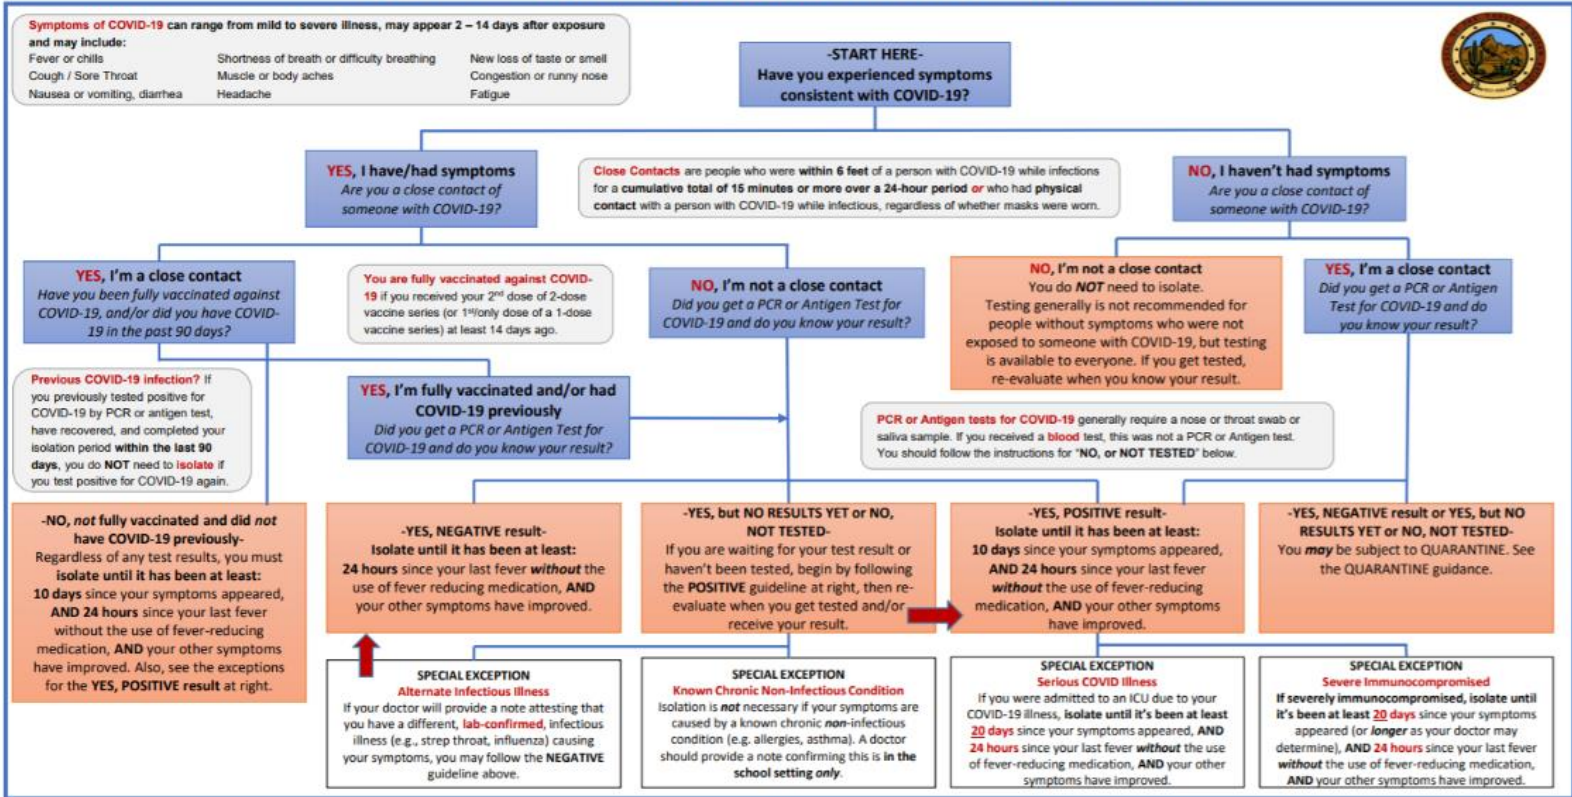 Symptoms of COVID-19 can range from mild to severe illness, may appear 2 – 14 days after exposure
and may include:
Fever or chills Shortness of breath or difficulty breathing New loss of taste or smell
Cough / Sore Throat Muscle or body aches Congestion or runny nose
Nausea or vomiting, diarrhea Headache Fatigue
-START HERE-
Have you experienced symptoms
consistent with COVID-19?
YES, I have/had symptoms
Are you a close contact of
someone with COVID-19?
Close Contacts are people who were within 6 feet of a person with COVID-19 while infections
for a cumulative total of 15 minutes or more over a 24-hour period or who had physical
contact with a person with COVID-19 while infectious, regardless of whether masks were worn.
NO, I haven't had symptoms
Are you a close contact of
someone with COVID-19?
YES, I'm a close contact
Have you been fully vaccinated against
COVID-19, and/or did you have COVID-
19 in the past 90 days?
You are fully vaccinated against COVID-
19 if you received your 2nd dose of 2-dose
vaccine series (or 1st/only dose of a 1-dose
vaccine series) at least 14 days ago.
NO, I'm not a close contact
Did you get a PCR or Antigen Test for
COVID-19 and do you know your result?
NO, I'm not a close contact
You do NOT need to isolate.
Testing generally is not recommended for
people without symptoms who were not
exposed to someone with COVID-19, but testing
is available to everyone. If you get tested,
re-evaluate when you know your result.
YES, I'm a close contact
Did you get a PCR or Antigen
Test for COVID-19 and do
you know your result?
Previous COVID-19 infection? If
you previously tested positive for
COVID-19 by PCR or antigen test,
have recovered, and completed your
isolation period within the last 90
days, you do NOT need to isolate if
you test positive for COVID-19 again.
YES, I'm fully vaccinated and/or had
COVID-19 previously
Did you get a PCR or Antigen Test for
COVID-19 and do you know your result?
PCR or Antigen tests for COVID-19 generally require a nose or throat swab or
saliva sample. If you received a blood test, this was not a PCR or Antigen test.
You should follow the instructions for "NO, or NOT TESTED" below.
-NO, not fully vaccinated and did not
have COVID-19 previously-
Regardless of any test results, you must
isolate until it has been at least:
10 days since your symptoms appeared,
AND 24 hours since your last fever
without the use of fever-reducing
medication, AND your other symptoms
have improved. Also, see the exceptions
for the YES, POSITIVE result at right.
-YES, NEGATIVE result-
Isolate until it has been at least:
24 hours since your last fever without the
use of fever reducing medication, AND
your other symptoms have improved.
-YES, but NO RESULTS YET or NO,
NOT TESTED-
If you are waiting for your test result or
haven't been tested, begin by following
the POSITIVE guideline at right, then re-
evaluate when you get tested and/or
receive your result.
-YES, POSITIVE result-
Isolate until it has been at least:
10 days since your symptoms appeared,
AND 24 hours since your last fever
without the use of fever-reducing
medication, AND your other symptoms
have improved.
-YES, NEGATIVE result or YES, but NO
RESULTS YET or NO, NOT TESTED-
You may be subject to QUARANTINE. See
the QUARANTINE guidance.
SPECIAL EXCEPTION
Alternate Infectious Illness
If your doctor will provide a note attesting that
you have a different, lab-confirmed, infectious
illness (e.g., strep throat, influenza) causing
your symptoms, you may follow the NEGATIVE
guideline above.
SPECIAL EXCEPTION
Known Chronic Non-Infectious Condition
Isolation is not necessary if your symptoms are
caused by a known chronic non-infectious
condition (e.g. allergies, asthma). A doctor
should provide a note confirming this is in the
school setting only.
SPECIAL EXCEPTION
Serious COVID Illness
If you were admitted to an ICU due to your
COVID-19 illness, isolate until it's been at least
20 days since your symptoms appeared, AND
24 hours since your last fever without the use
of fever-reducing medication, AND your other
symptoms have improved.
SPECIAL EXCEPTION
Severe Immunocompromised
If severely immunocompromised, isolate until
it's been at least 20 days since your symptoms
appeared (or longer as your doctor may
determine), AND 24 hours since your last fever
without the use of fever-reducing medication,
AND your other symptoms have improved.